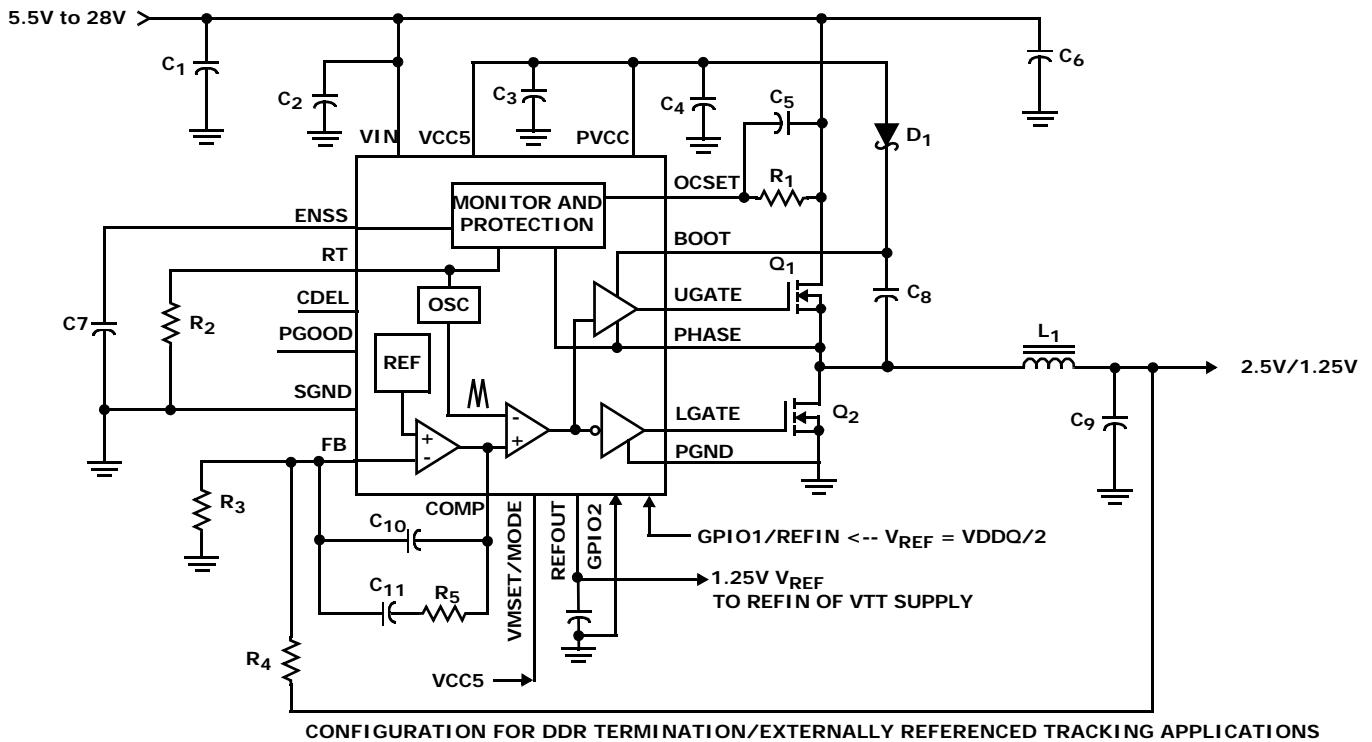 5.5V to 28V
C1
C2
C3
C4
C5
C6
VIN
VCC5
PVCC
D1
OCSET
R1
MONITOR AND
PROTECTION
ENSS
BOOT
RT
Q1
C8
CDEL
OSC
UGATE
C7
R2
PGOOD
PHASE
L1
REF
2.5V/1.25V
SGND
LGATE
Q2
C9
-
+
+
-
FB
PGND
R3
COMP
VMSET/MODE
REFOUT
GPIO2
C10
GPIO1/REFIN <-- VREF = VDDQ/2
C11
R5
1.25V VREF
TO REFIN OF VTT SUPPLY
R4
VCC5
CONFIGURATION FOR DDR TERMINATION/EXTERNALLY REFERENCED TRACKING APPLICATIONS